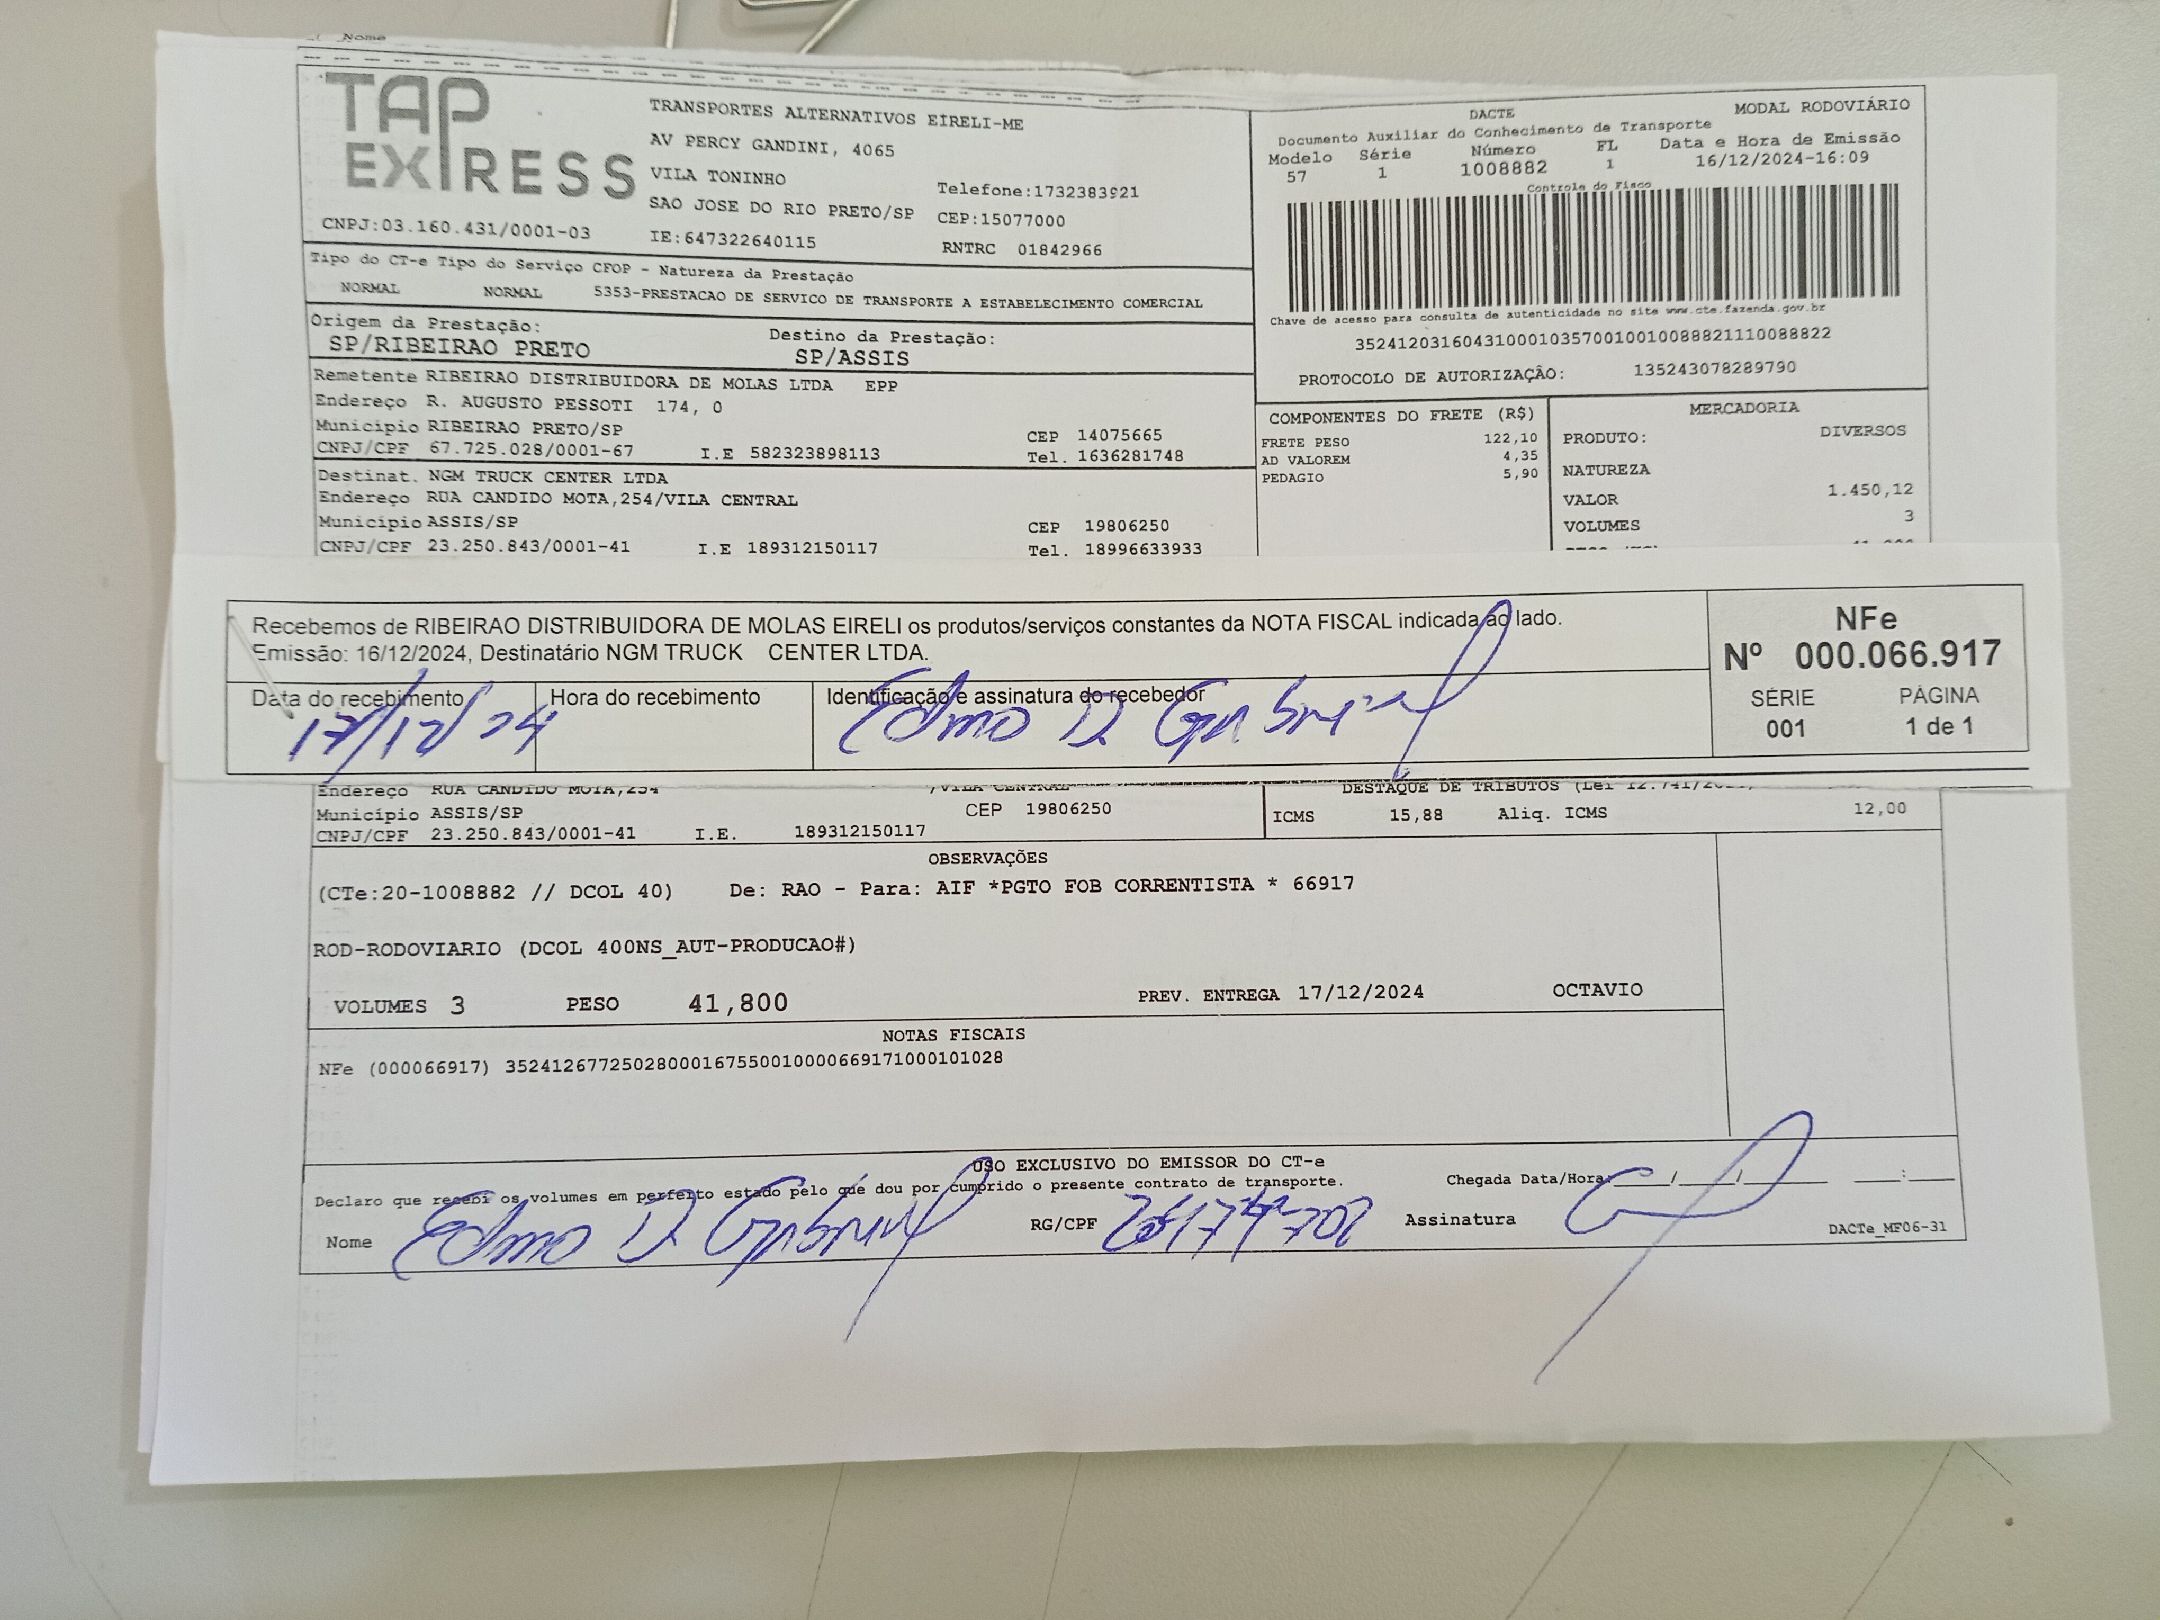 Nome
TAP EXPRESS
TRANSPORTES ALTERNATIVOS EIRELI-ME
AV PERCY GANDINI, 4065
VILA TONINHO
Telefone:1732383921
SAO JOSE DO RIO PRETO/SP CEP:15077000
CNPJ:03.160.431/0001-03 IE:647322640115 RNTRC 01842966
DACTE MODAL RODOVIÁRIO
Documento Auxiliar do Conhecimento de Transporte
Modelo Série Número FL Data e Hora de Emissão
57 1 1008882 1 16/12/2024-16:09
Controle do Fisco
Chave de acesso para consulta de autenticidade no site www.cte.fazenda.gov.br
35241203160431000103570010010088821110088822
PROTOCOLO DE AUTORIZAÇÃO: 135243078289790
Tipo do CT-e Tipo do Serviço CFOP - Natureza da Prestação
NORMAL NORMAL 5353-PRESTACAO DE SERVICO DE TRANSPORTE A ESTABELECIMENTO COMERCIAL
Origem da Prestação: Destino da Prestação:
SP/RIBEIRAO PRETO SP/ASSIS
Remetente RIBEIRAO DISTRIBUIDORA DE MOLAS LTDA EPP
Endereço R. AUGUSTO PESSOTI 174, 0
Município RIBEIRAO PRETO/SP CEP 14075665
CNPJ/CPF 67.725.028/0001-67 I.E 582323898113 Tel. 1636281748
Destinat. NGM TRUCK CENTER LTDA
Endereço RUA CANDIDO MOTA,254/VILA CENTRAL
Município ASSIS/SP CEP 19806250
CNPJ/CPF 23.250.843/0001-41 I.E 189312150117 Tel. 18996633933
COMPONENTES DO FRETE (R$)
FRETE PESO 122,10
AD VALOREM 4,35
PEDAGIO 5,90
MERCADORIA
PRODUTO: DIVERSOS
NATUREZA
VALOR 1.450,12
VOLUMES 3
Recebemos de RIBEIRAO DISTRIBUIDORA DE MOLAS EIRELI os produtos/serviços constantes da NOTA FISCAL indicada ao lado.
Emissão: 16/12/2024, Destinatário NGM TRUCK CENTER LTDA.
Data do recebimento Hora do recebimento Identificação e assinatura do recebedor
17/12/24
NFe
Nº 000.066.917
SÉRIE PÁGINA
001 1 de 1
Endereço RUA CANDIDO MOTA,254 /VILA CENTRAL
Município ASSIS/SP CEP 19806250
CNPJ/CPF 23.250.843/0001-41 I.E. 189312150117
DESTAQUE DE TRIBUTOS (Lei 12.741/
ICMS 15,88 Aliq. ICMS 12,00
OBSERVAÇÕES
(CTe:20-1008882 // DCOL 40) De: RAO - Para: AIF *PGTO FOB CORRENTISTA * 66917
ROD-RODOVIARIO (DCOL 400NS_AUT-PRODUCAO#)
VOLUMES 3 PESO 41,800 PREV. ENTREGA 17/12/2024 OCTAVIO
NOTAS FISCAIS
NFe (000066917) 35241267725028000167550010000669171000101028
USO EXCLUSIVO DO EMISSOR DO CT-e
Declaro que recebi os volumes em perfeito estado pelo que dou por cumprido o presente contrato de transporte. Chegada Data/Hora: / / :
Nome RG/CPF Assinatura
DACTe_MF06-31